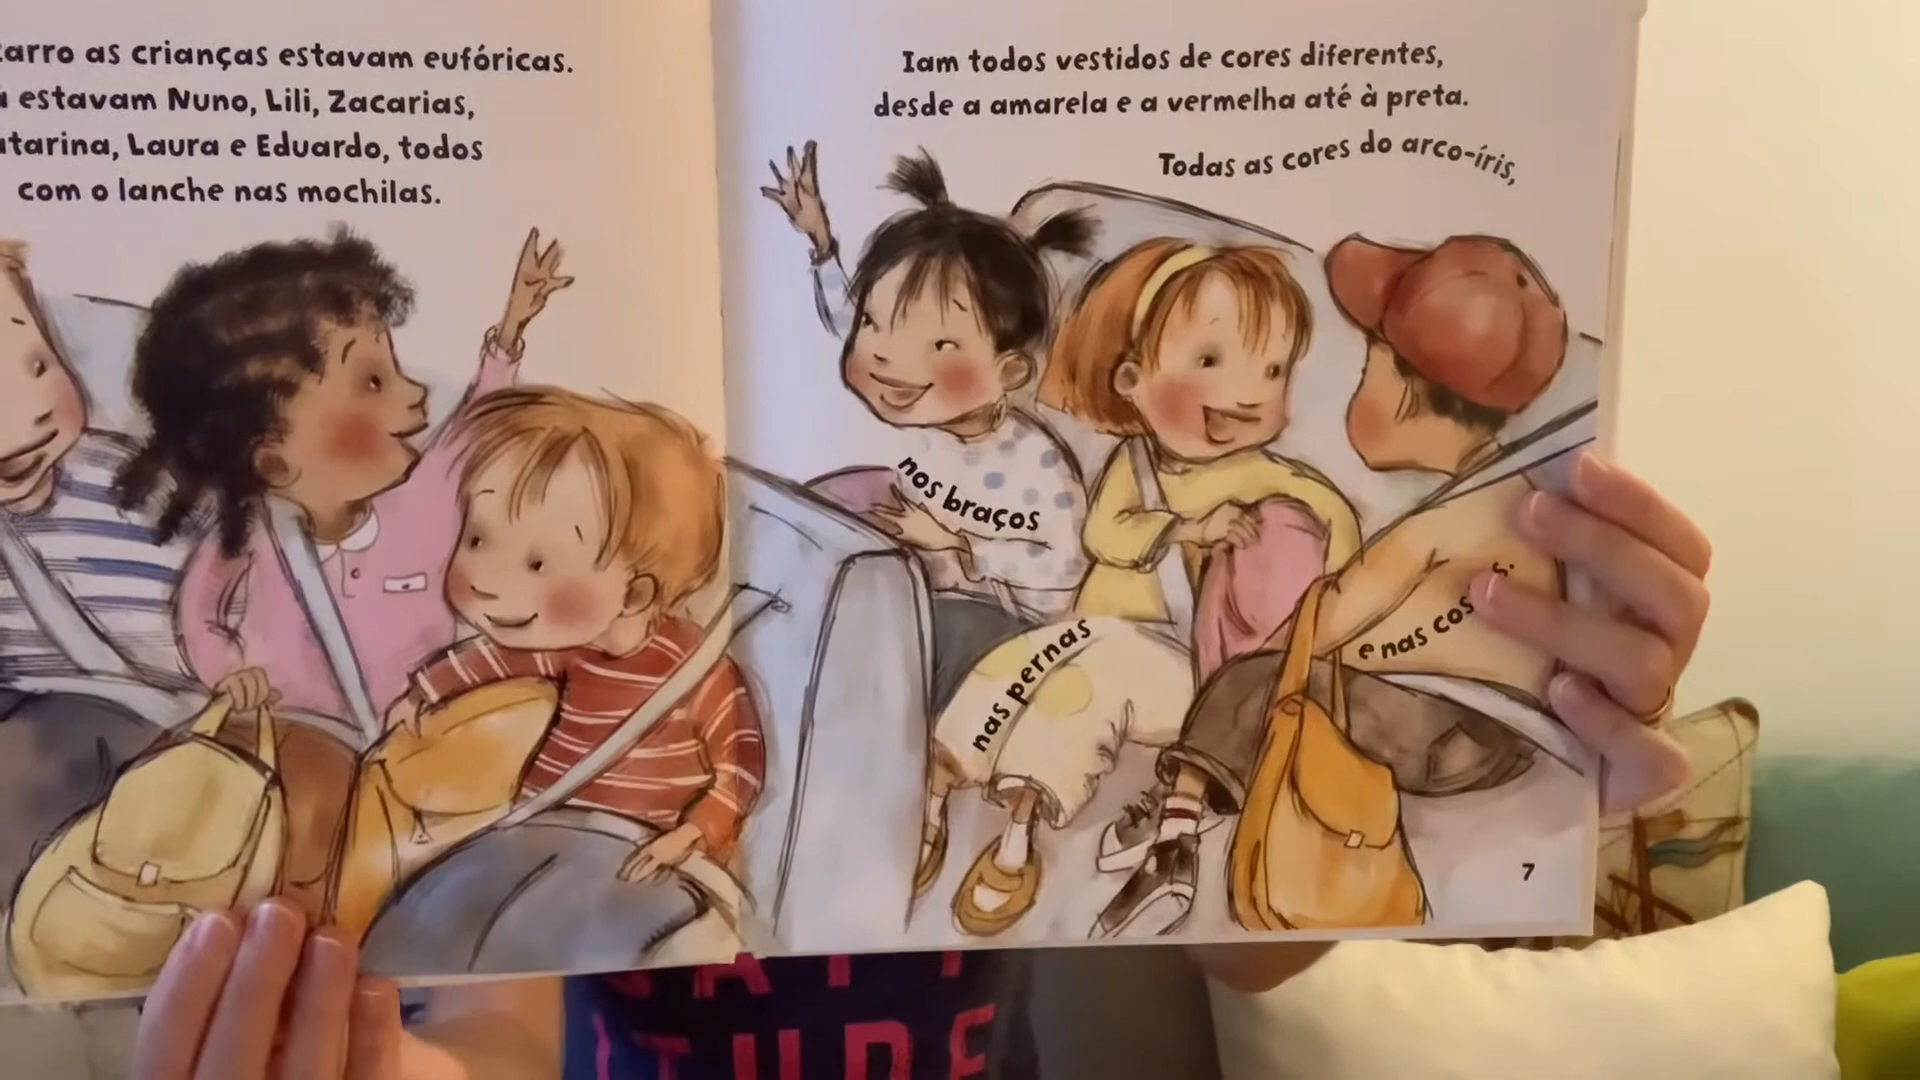 carro as crianças estavam eufóricas.
estavam Nuno, Lili, Zacarias,
atarina, Laura e Eduardo, todos
com o lanche nas mochilas.
Iam todos vestidos de cores diferentes,
desde a amarela e a vermelha até à preta.
Todas as cores do arco-íris,
nos braços
nas pernas
e nas cos s.
7